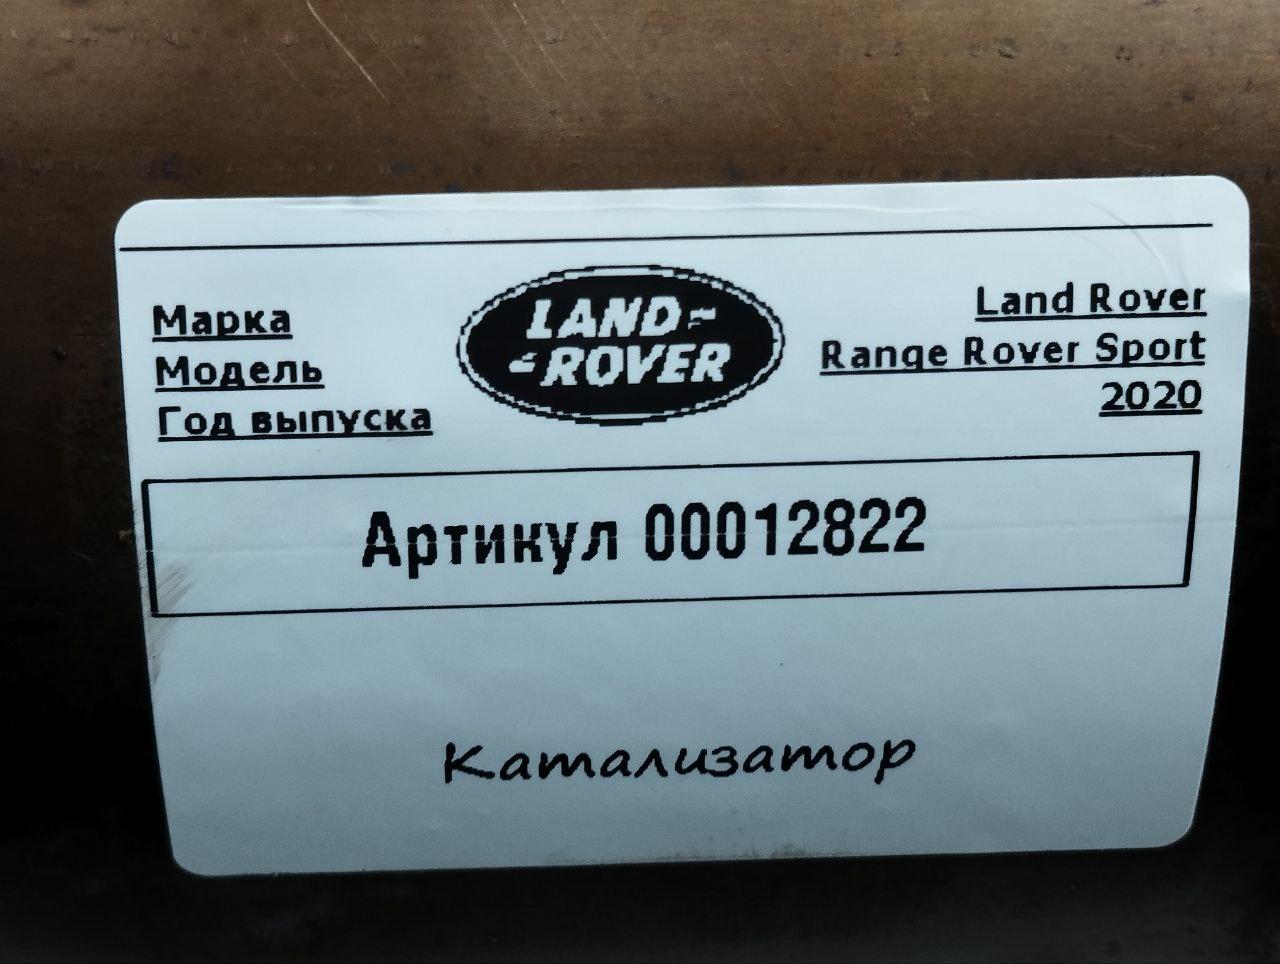 Марка
Модель
Год выпуска
LAND-
-ROVER
Land Rover
Range Rover Sport
2020
Артикул 00012822
Катализатор